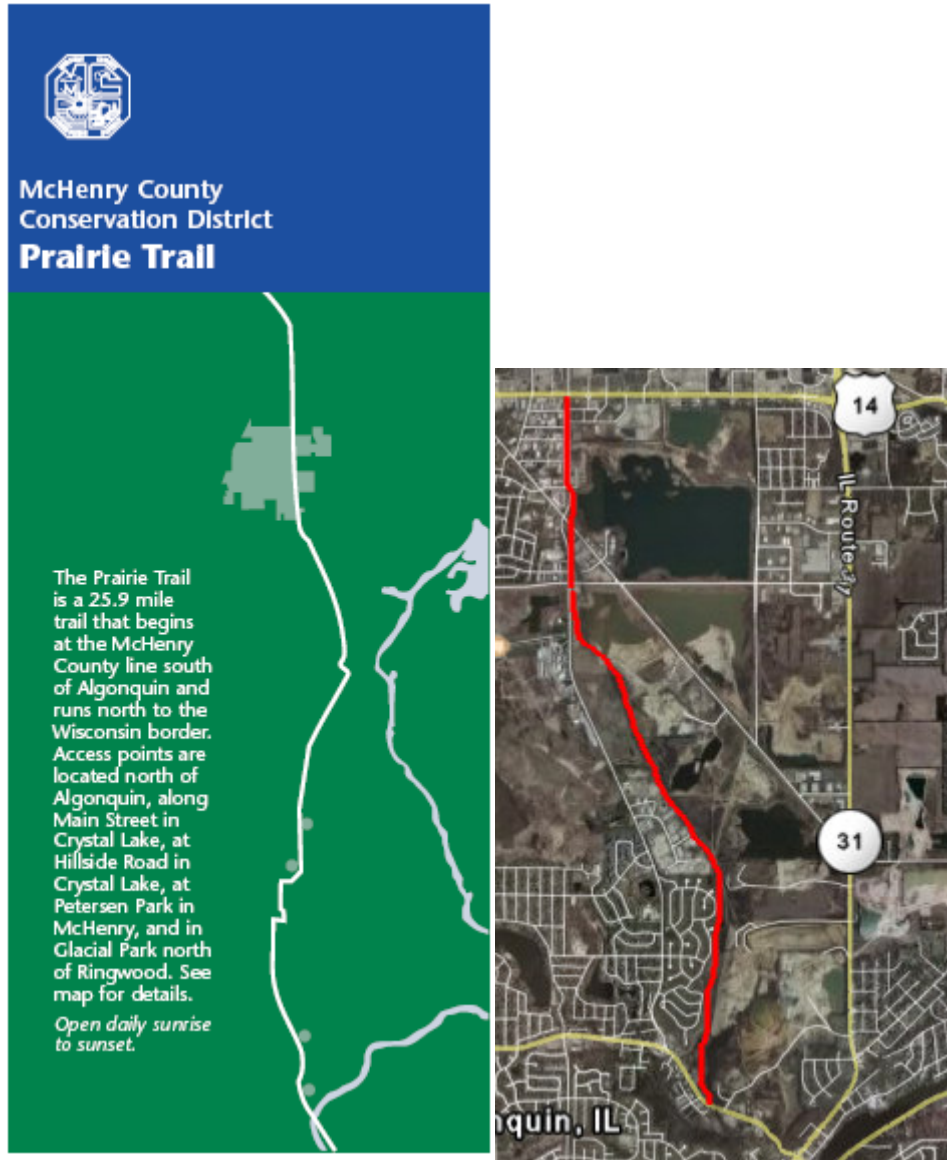 McHenry County
Conservation District
Prairie Trail
The Prairie Trail
is a 25.9 mile
trail that begins
at the McHenry
County line south
of Algonquin and
runs north to the
Wisconsin border.
Access points are
located north of
Algonquin, along
Main Street in
Crystal Lake, at
Hillside Road in
Crystal Lake, at
Petersen Park in
McHenry, and in
Glacial Park north
of Ringwood. See
map for details.
Open daily sunrise
to sunset.
14
IL Route 31
31
nquin, IL